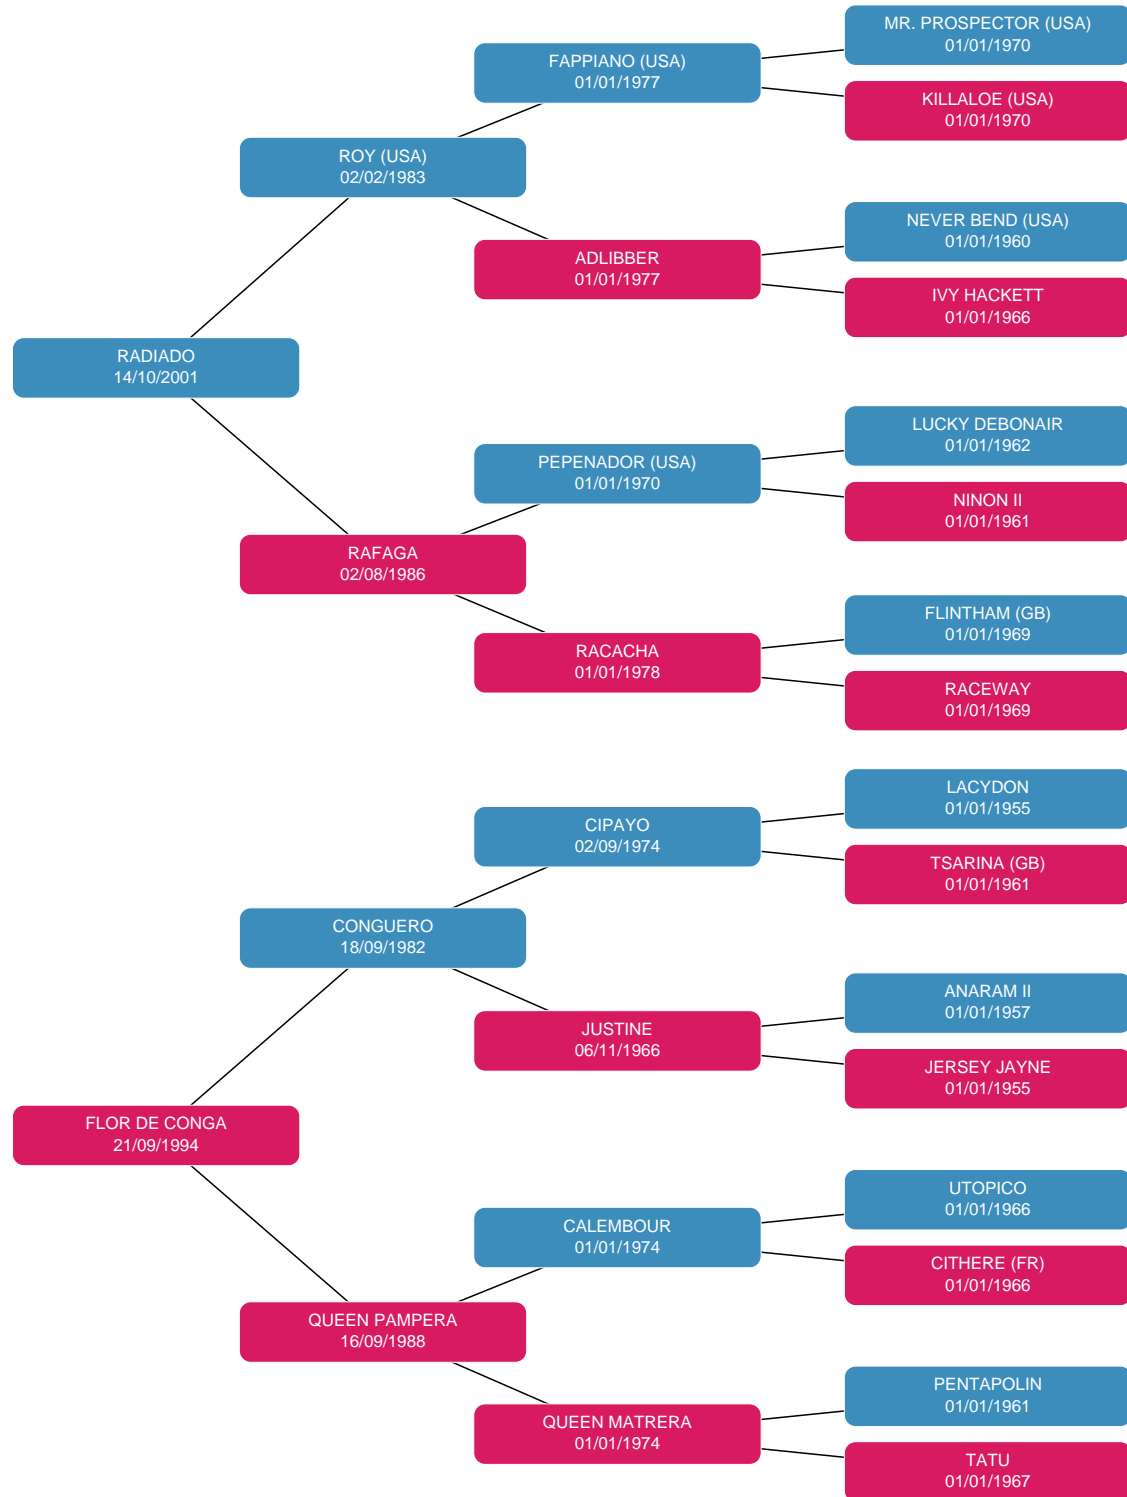 MR. PROSPECTOR (USA)
01/01/1970
FAPPIANO (USA)
01/01/1977
KILLALOE (USA)
01/01/1970
ROY (USA)
02/02/1983
NEVER BEND (USA)
01/01/1960
ADLIBBER
01/01/1977
IVY HACKETT
01/01/1966
RADIADO
14/10/2001
LUCKY DEBONAIR
01/01/1962
PEPENADOR (USA)
01/01/1970
NINON II
01/01/1961
RAFAGA
02/08/1986
FLINTHAM (GB)
01/01/1969
RACACHA
01/01/1978
RACEWAY
01/01/1969
LACYDON
01/01/1955
CIPAYO
02/09/1974
TSARINA (GB)
01/01/1961
CONGUERO
18/09/1982
ANARAM II
01/01/1957
JUSTINE
06/11/1966
JERSEY JAYNE
01/01/1955
FLOR DE CONGA
21/09/1994
UTOPICO
01/01/1966
CALEMBOUR
01/01/1974
CITHERE (FR)
01/01/1966
QUEEN PAMPERA
16/09/1988
PENTAPOLIN
01/01/1961
QUEEN MATRERA
01/01/1974
TATU
01/01/1967